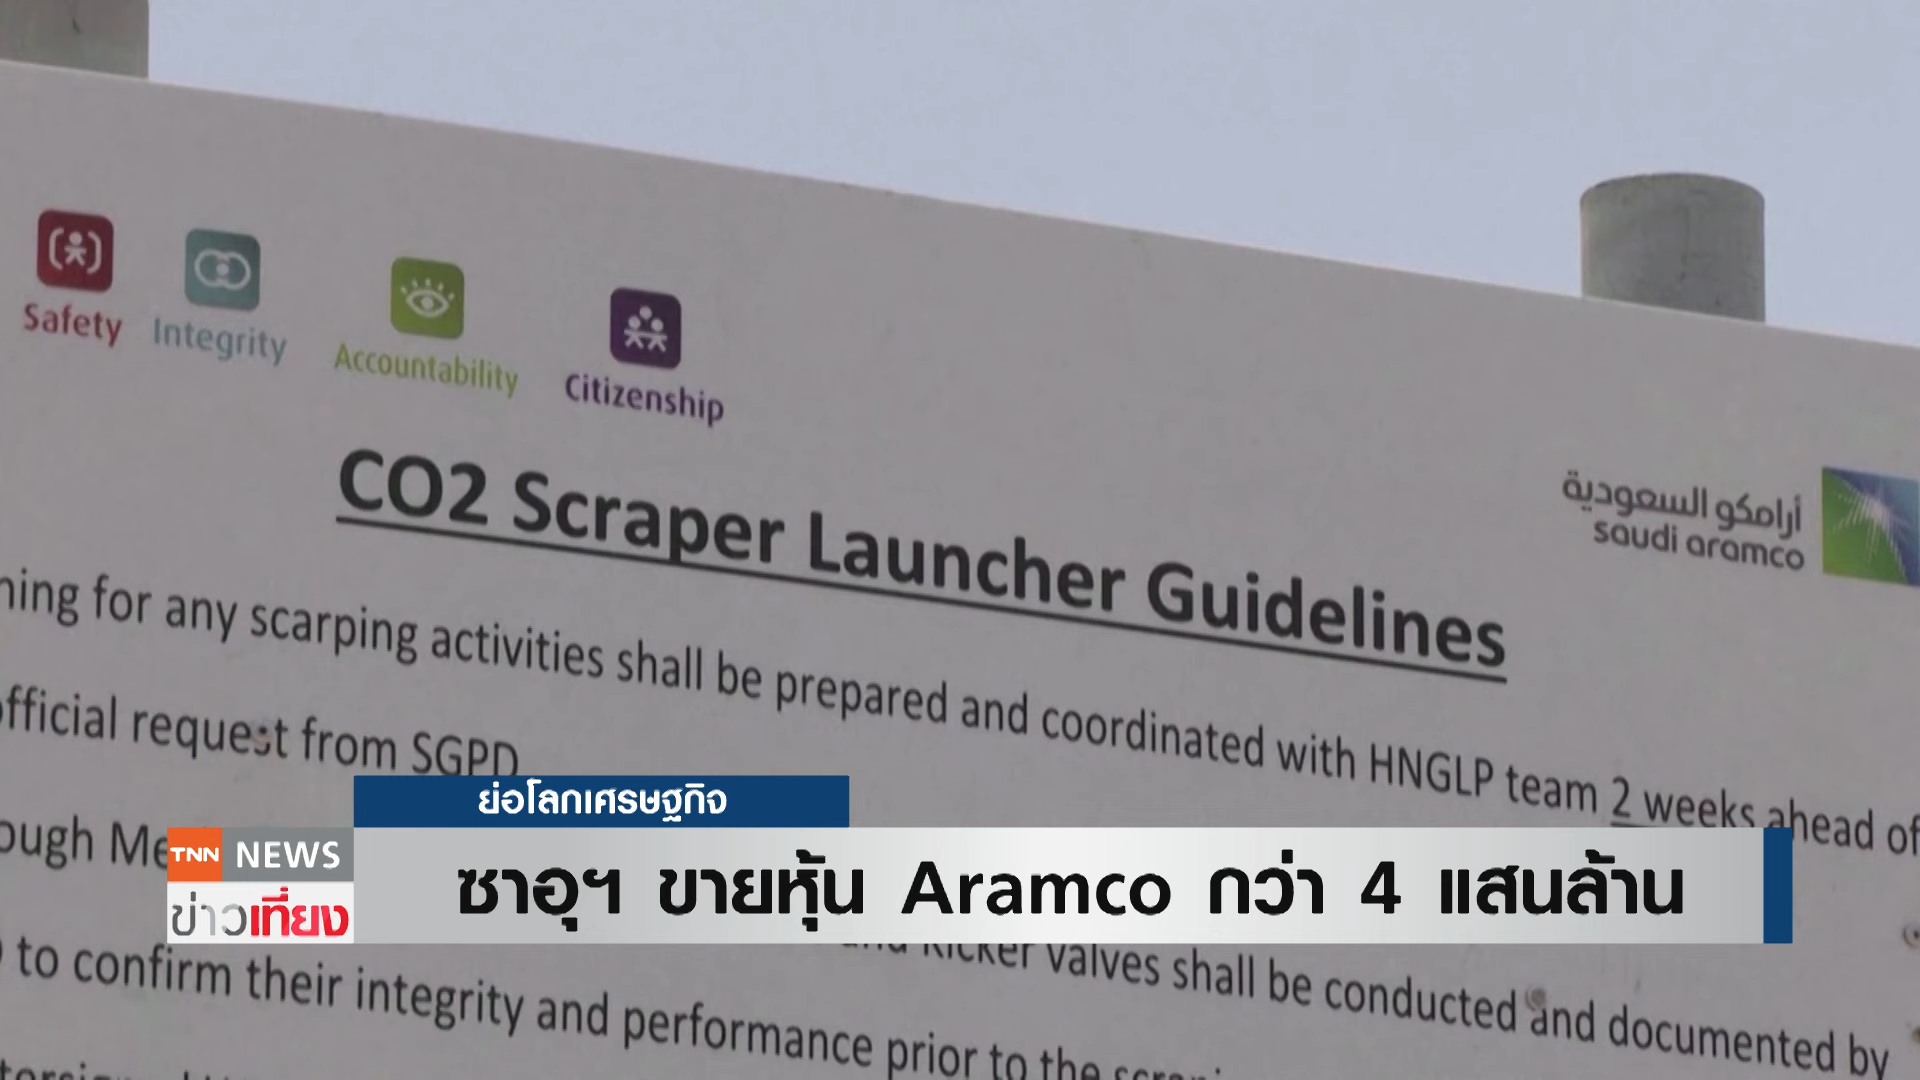 Safety Integrity Accountability Citizenship
CO2 Scraper Launcher Guidelines
أرامكو السعودية
saudi aramco
for any scarping activities shall be prepared and coordinated with HNGLP team 2 weeks ahead of
official request from SGPD
ย่อโลกเศรษฐกิจ
TNN NEWS
ข่าวเที่ยง
ซาอุฯ ขายหุ้น Aramco กว่า 4 แสนล้าน
Kicker valves shall be conducted and documented by
to confirm their integrity and performance prior to the